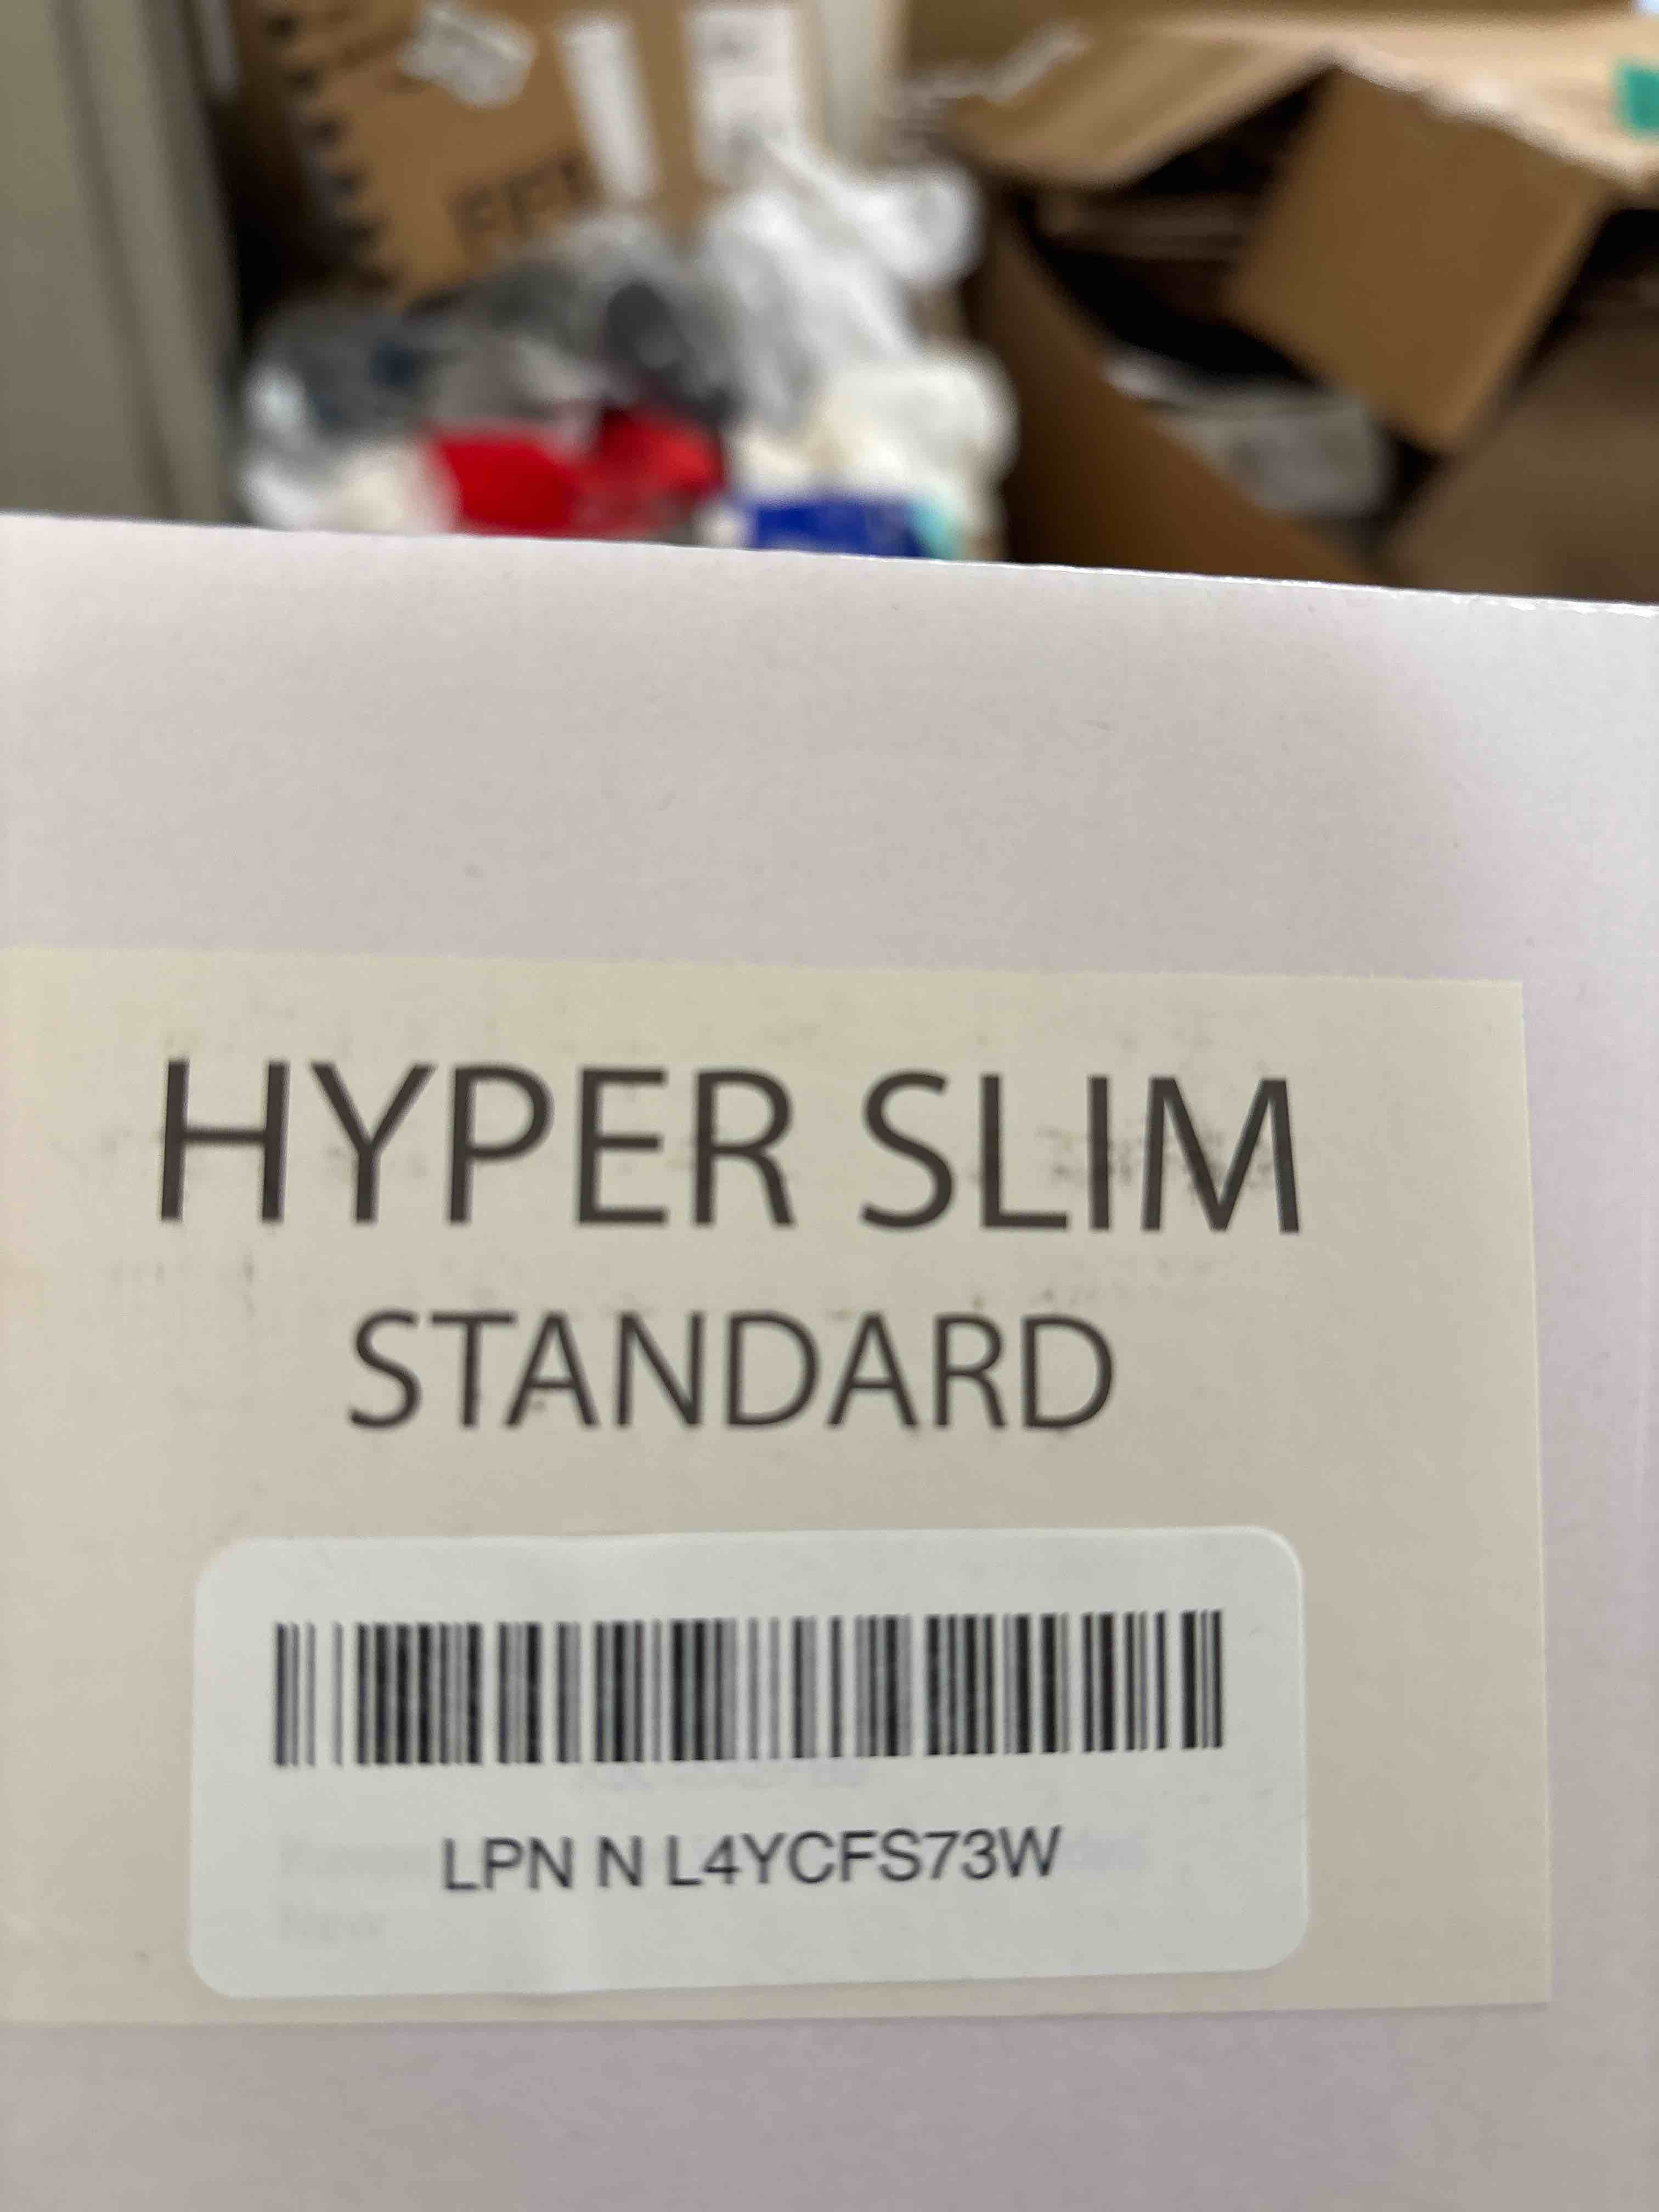 HYPER SLIM
STANDARD
LPN N L4YCFS73W